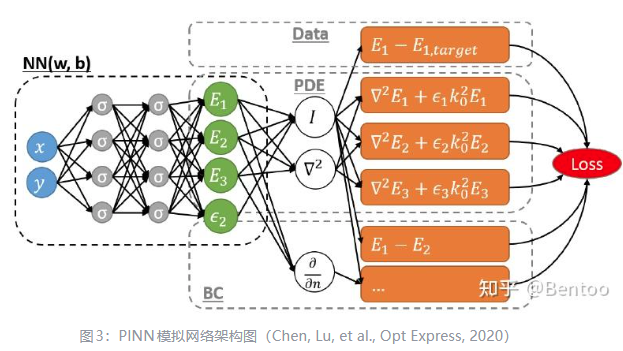 Data
E₁ − E₁,target
NN(w, b)
PDE
x
y
σ
σ
σ
σ
σ
σ
σ
σ
E₁
E₂
E₃
ϵ₂
I
∇²
∇²E₁ + ϵ₁k₀²E₁
∇²E₂ + ϵ₂k₀²E₂
∇²E₃ + ϵ₃k₀²E₃
Loss
∂/∂n
BC
E₁ − E₂
...
知乎 @Bentoo
图3：PINN模拟网络架构图（Chen, Lu, et al., Opt Express, 2020）